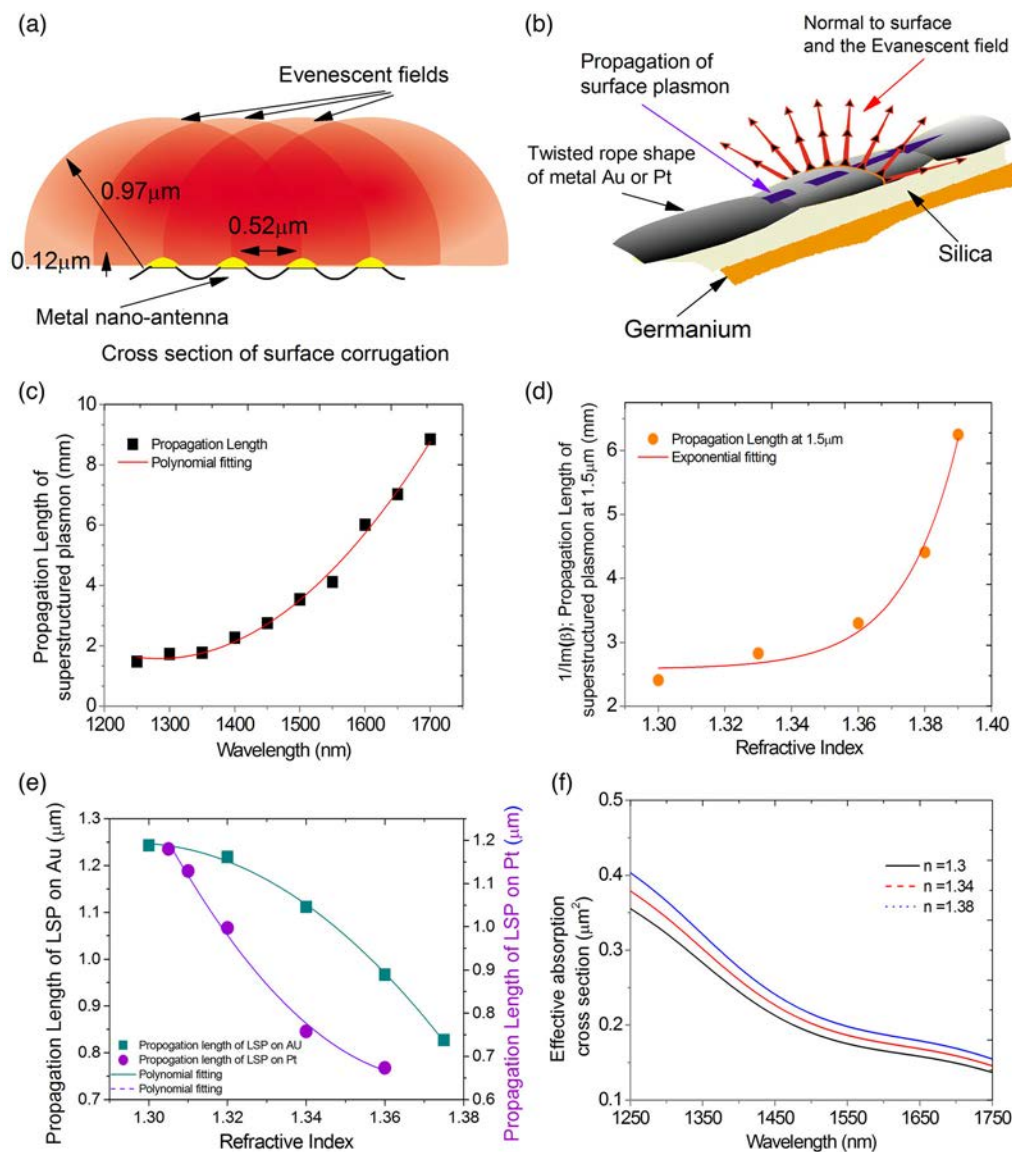 (a)
Evenescent fields
0.97μm
0.52μm
0.12μm
Metal nano-antenna
Cross section of surface corrugation
(b)
Normal to surface
and the Evanescent field
Propagation of
surface plasmon
Twisted rope shape
of metal Au or Pt
Silica
Germanium
(c)
Propagation Length of
superstructured plasmon (mm)
10
8
6
4
2
0
Propagation Length
Polynomial fitting
1200 1300 1400 1500 1600 1700
Wavelength (nm)
(d)
1/Im(β); Propagation Length of
superstructured plasmon at 1.5μm (mm)
6
5
4
3
2
Propagation Length at 1.5μm
Exponential fitting
1.30 1.32 1.34 1.36 1.38 1.40
Refractive Index
(e)
Propagation Length of LSP on Au (μm)
1.3
1.2
1.1
1.0
0.9
0.8
0.7
Propogation length of LSP on AU
Propogation length of LSP on Pt
Polynomial fitting
Polynomial fitting
1.30 1.32 1.34 1.36 1.38
Refractive Index
1.2
1.1
1.0
0.9
0.8
0.7
0.6
Propagation Length of LSP on Pt (μm)
(f)
Effective absorption
cross section (μm²)
0.5
0.4
0.3
0.2
0.1
n =1.3
n =1.34
n =1.38
1250 1350 1450 1550 1650 1750
Wavelength (nm)